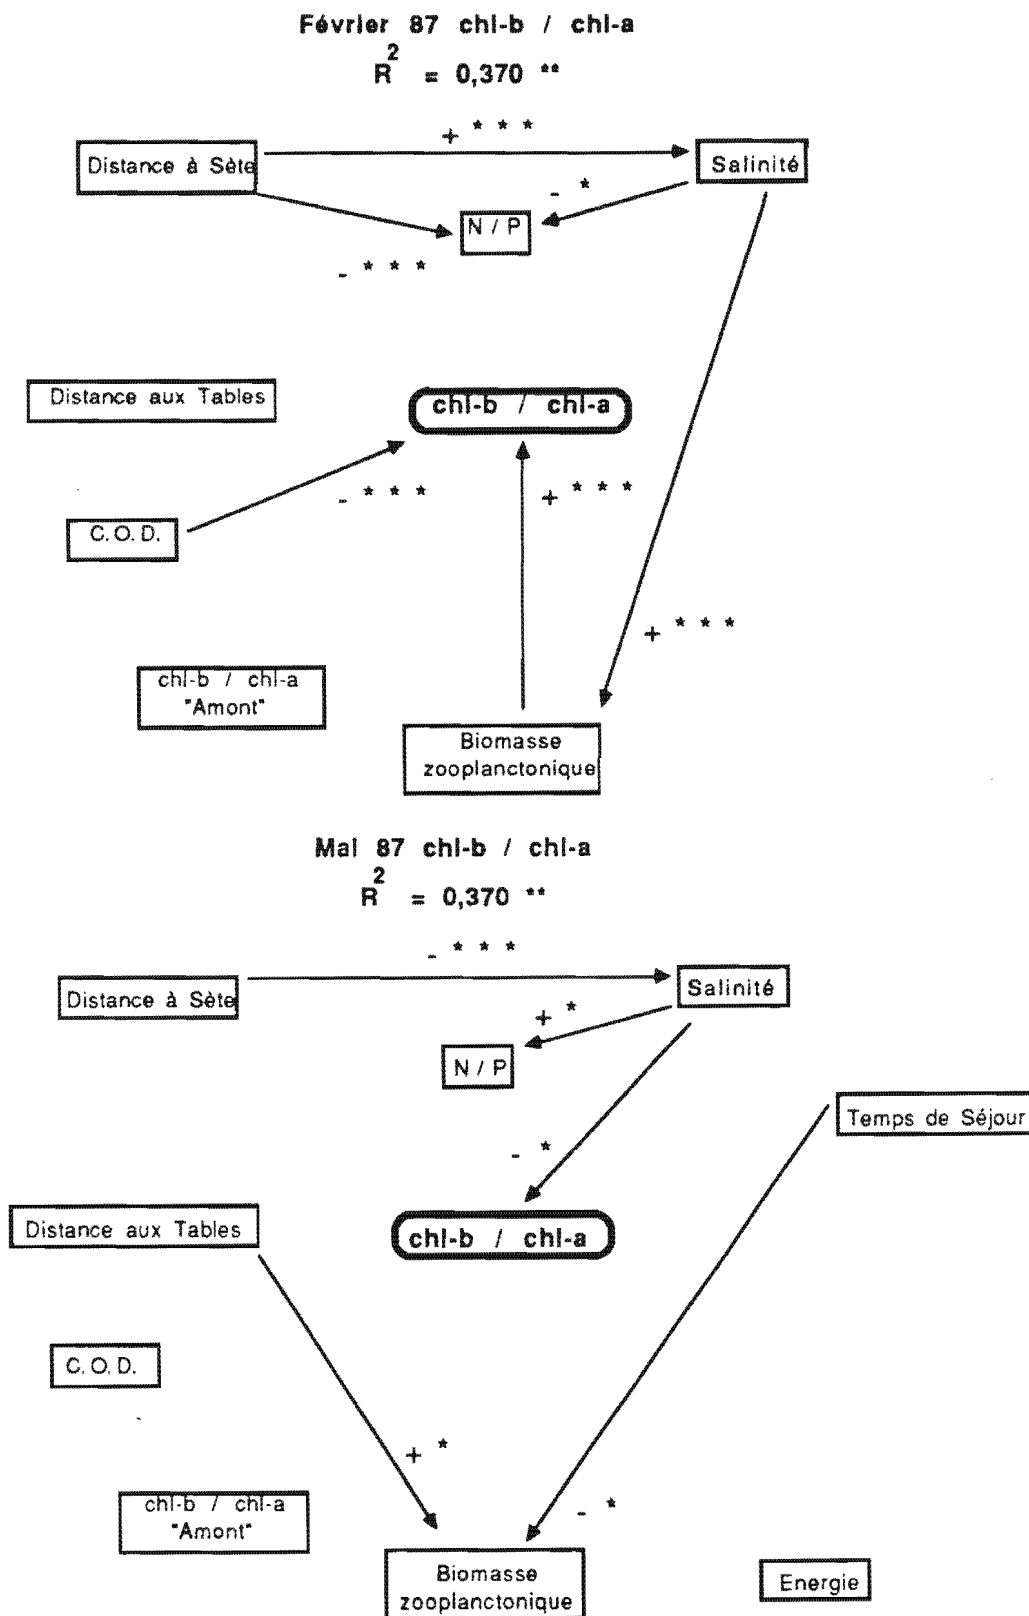 Février 87 chl-b / chl-a
R2 = 0,370 **
+ * * *
Distance à Sète
Salinité
- *
N / P
- * * *
Distance aux Tables
chl-b / chl-a
- * * *
+ * * *
C.O.D.
+ * * *
chl-b / chl-a
"Amont"
Biomasse
zooplanctonique
Mai 87 chl-b / chl-a
R2 = 0,370 **
- * * *
Distance à Sète
Salinité
+ *
N / P
Temps de Séjour
- *
Distance aux Tables
chl-b / chl-a
C.O.D.
+ *
chl-b / chl-a
"Amont"
- *
Biomasse
zooplanctonique
Energie